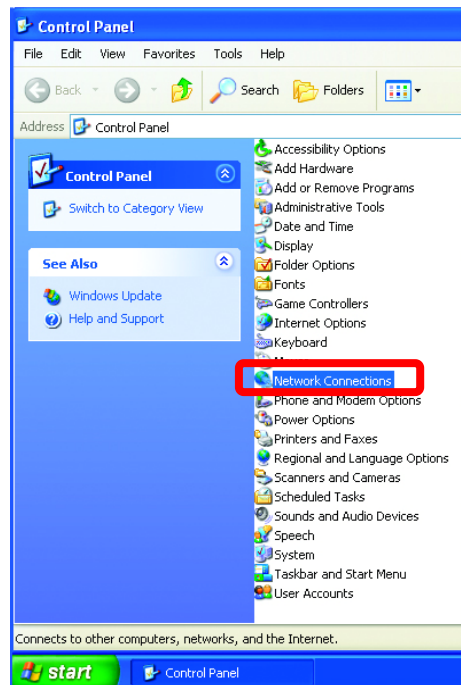 Control Panel
File Edit View Favorites Tools Help
Back Search Folders
Address Control Panel
Control Panel
Switch to Category View
See Also
Windows Update
Help and Support
Accessibility Options
Add Hardware
Add or Remove Programs
Administrative Tools
Date and Time
Display
Folder Options
Fonts
Game Controllers
Internet Options
Keyboard
Network Connections
Phone and Modem Options
Power Options
Printers and Faxes
Regional and Language Options
Scanners and Cameras
Scheduled Tasks
Sounds and Audio Devices
Speech
System
Taskbar and Start Menu
User Accounts
Connects to other computers, networks, and the Internet.
start Control Panel